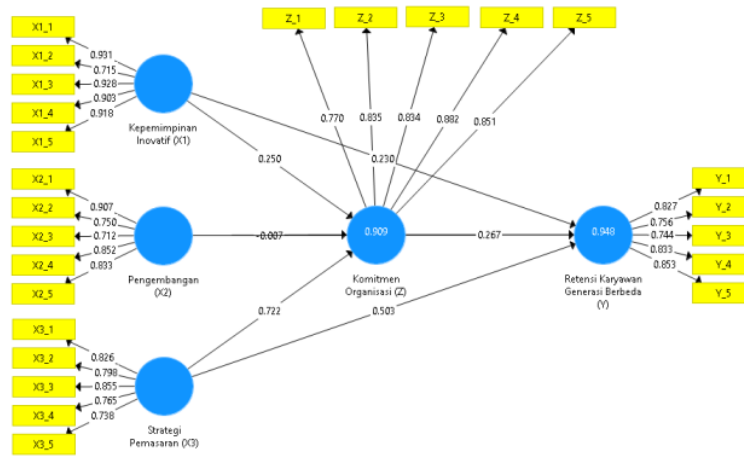 Z_1
Z_2
Z_3
Z_4
Z_5
X1_1
X1_2
X1_3
X1_4
X1_5
0.931
0.715
0.928
0.903
0.918
Kepemimpinan
Inovatif (X1)
0.770
0.835
0.834
0.882
0.851
0.250
0.230
X2_1
X2_2
X2_3
X2_4
X2_5
0.907
0.750
0.712
0.852
0.833
Pengembangan
(X2)
-0.007
0.909
Komitmen
Organisasi (Z)
0.267
0.948
Retensi Karyawan
Generasi Berbeda
(Y)
Y_1
Y_2
Y_3
Y_4
Y_5
0.827
0.756
0.744
0.833
0.853
0.722
0.503
X3_1
X3_2
X3_3
X3_4
X3_5
0.826
0.798
0.855
0.765
0.738
Strategi
Pemasaran (X3)